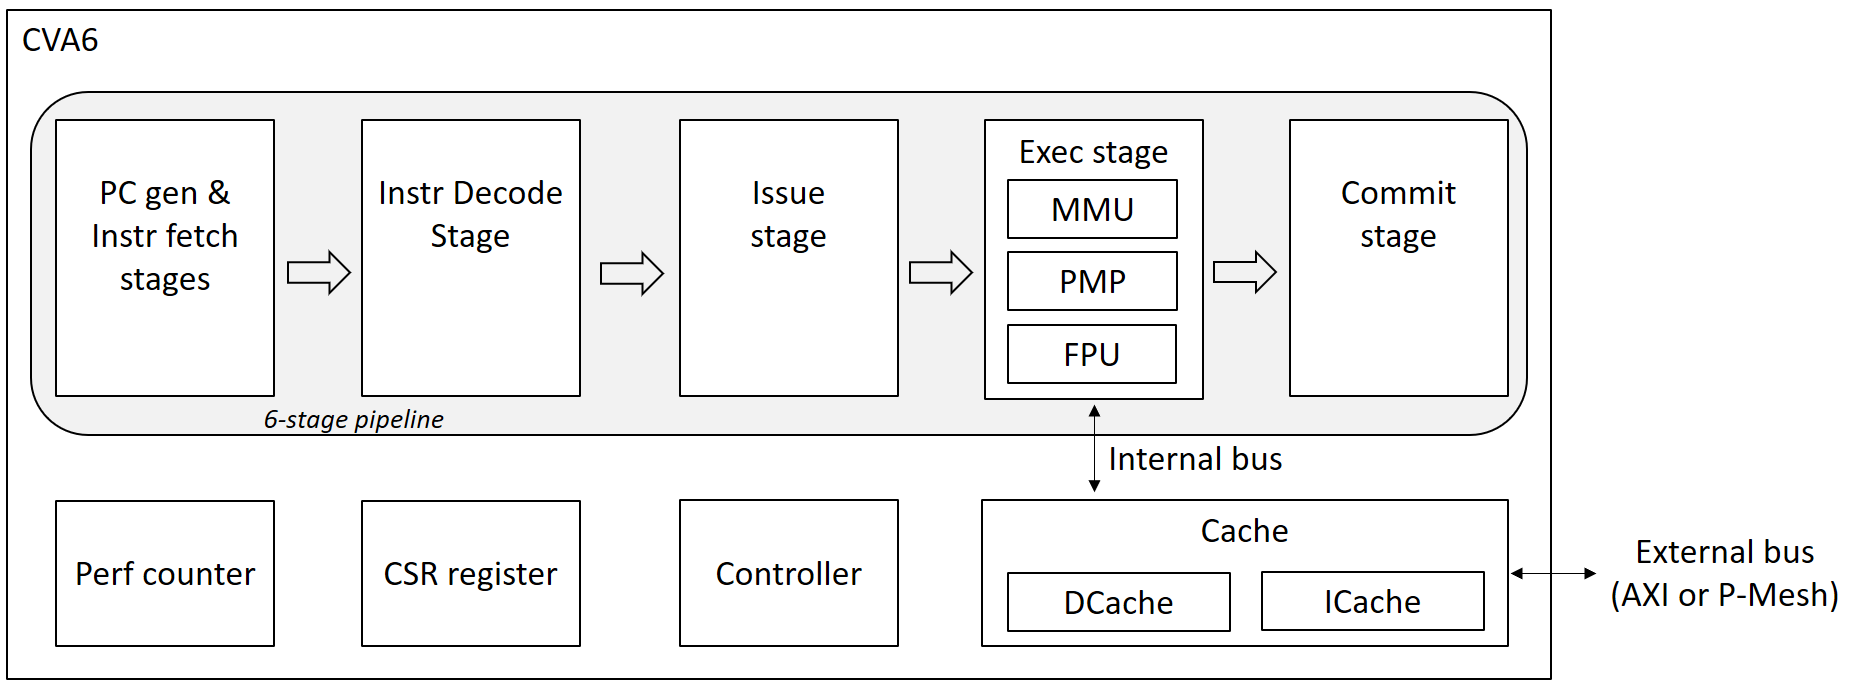 CVA6
PC gen &
Instr fetch
stages
Instr Decode
Stage
Issue
stage
Exec stage
MMU
PMP
FPU
Commit
stage
6-stage pipeline
Internal bus
Perf counter
CSR register
Controller
Cache
DCache
ICache
External bus
(AXI or P-Mesh)